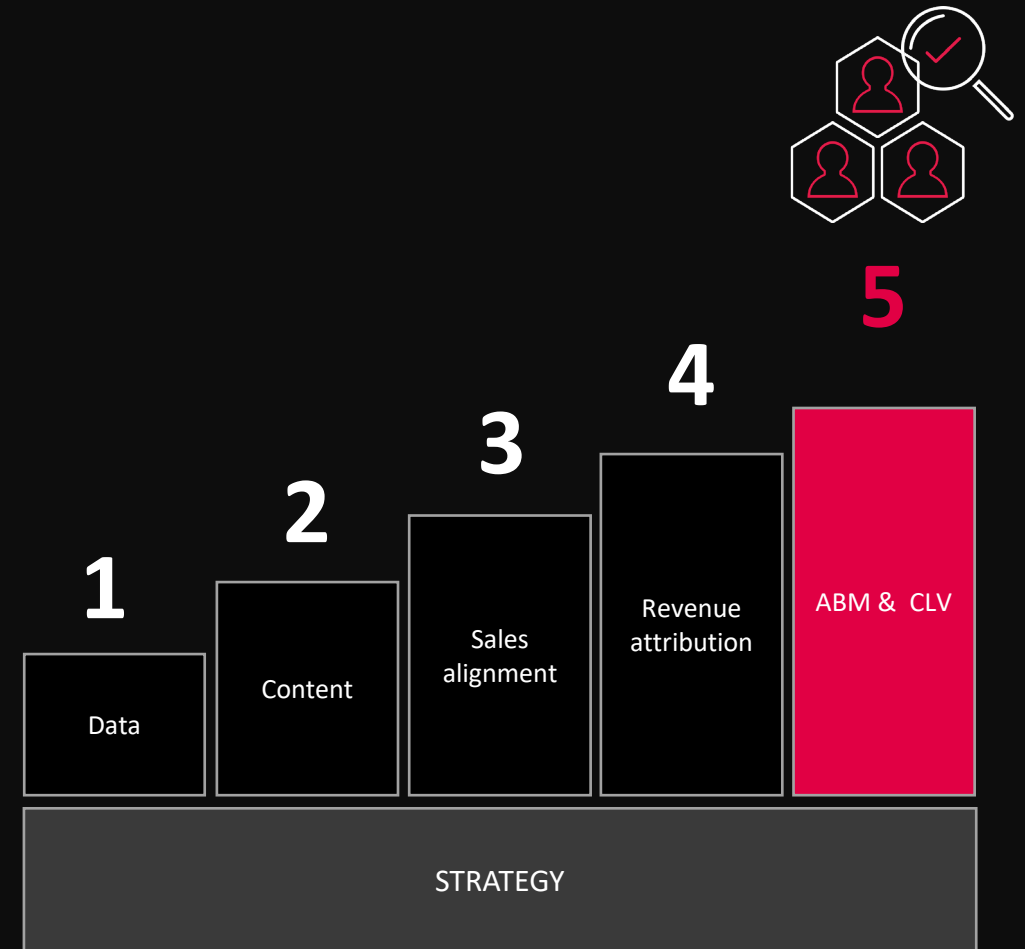 1
Data
2
Content
3
Sales
alignment
4
Revenue
attribution
5
ABM & CLV
STRATEGY